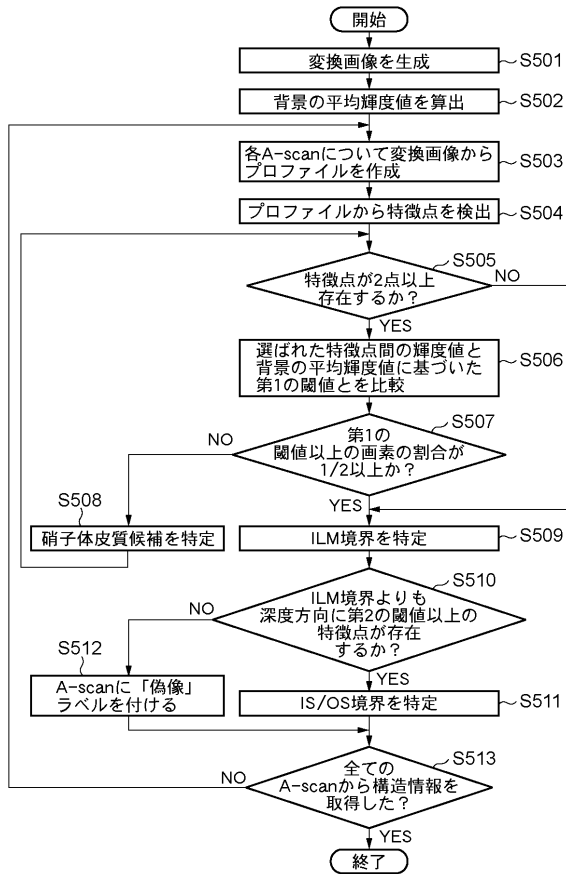 開始
変換画像を生成
S501
背景の平均輝度値を算出
S502
各A-scanについて変換画像から
プロファイルを作成
S503
プロファイルから特徴点を検出
S504
S505
特徴点が2点以上
存在するか?
NO
YES
選ばれた特徴点間の輝度値と
背景の平均輝度値に基づいた
第1の閾値とを比較
S506
S507
第1の
閾値以上の画素の割合が
1/2以上か?
NO
YES
S508
硝子体皮質候補を特定
ILM境界を特定
S509
S510
ILM境界よりも
深度方向に第2の閾値以上の
特徴点が存在
するか?
NO
YES
S512
A-scanに「偽像」
ラベルを付ける
IS/OS境界を特定
S511
S513
全ての
A-scanから構造情報を
取得した?
NO
YES
終了